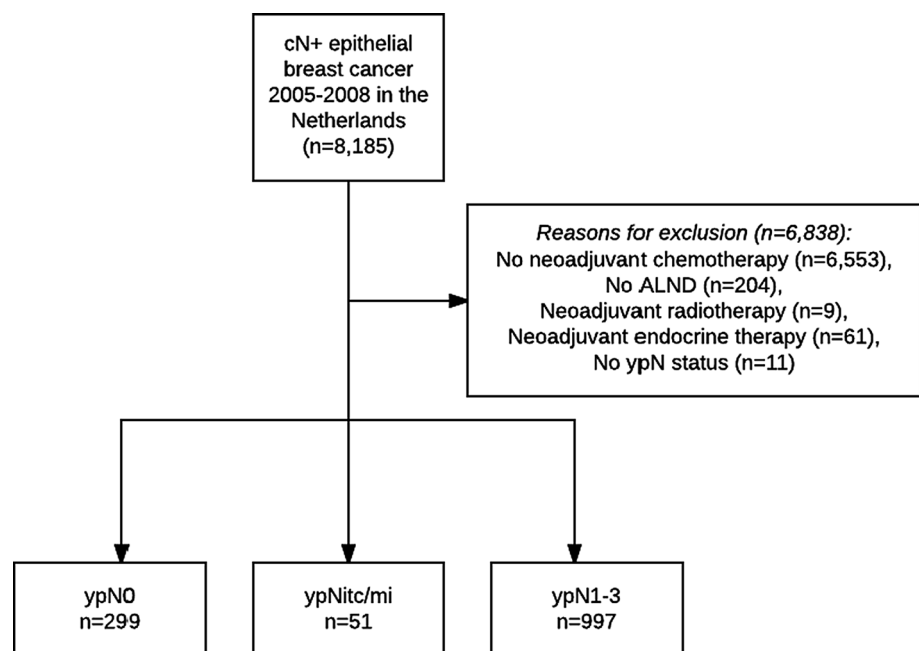 cN+ epithelial
breast cancer
2005-2008 in the
Netherlands
(n=8,185)
Reasons for exclusion (n=6,838):
No neoadjuvant chemotherapy (n=6,553),
No ALND (n=204),
Neoadjuvant radiotherapy (n=9),
Neoadjuvant endocrine therapy (n=61),
No ypN status (n=11)
ypN0
n=299
ypNitc/mi
n=51
ypN1-3
n=997